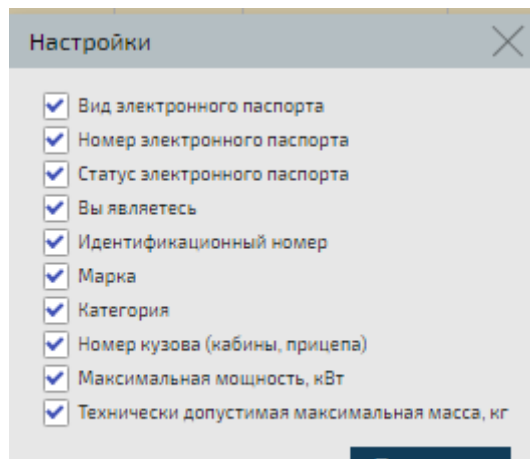 Настройки
Вид электронного паспорта
Номер электронного паспорта
Статус электронного паспорта
Вы являетесь
Идентификационный номер
Марка
Категория
Номер кузова (кабины, прицепа)
Максимальная мощность, кВт
Технически допустимая максимальная масса, кг